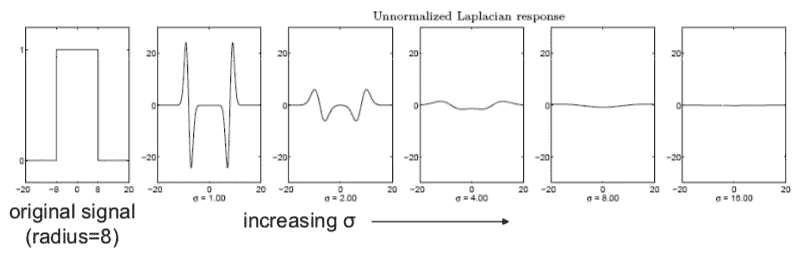 Unnormalized Laplacian response
1
0
-20 -8 0 8 20
20
0
-20
-20 0 20
σ = 1.00
20
0
-20
-20 0 20
σ = 2.00
20
0
-20
-20 0 20
σ = 4.00
20
0
-20
-20 0 20
σ = 8.00
20
0
-20
-20 0 20
σ = 16.00
original signal
(radius=8)
increasing σ